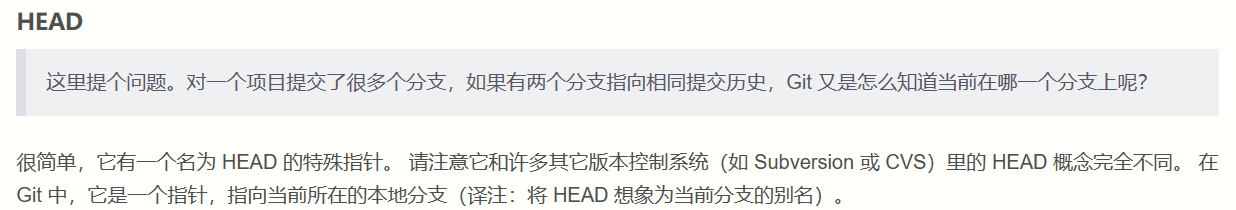 HEAD
这里提个问题。对一个项目提交了很多个分支，如果有两个分支指向相同提交历史，Git 又是怎么知道当前在哪一个分支上呢？
很简单，它有一个名为 HEAD 的特殊指针。 请注意它和许多其它版本控制系统（如 Subversion 或 CVS）里的 HEAD 概念完全不同。 在
Git 中，它是一个指针，指向当前所在的本地分支（译注：将 HEAD 想象为当前分支的别名）。